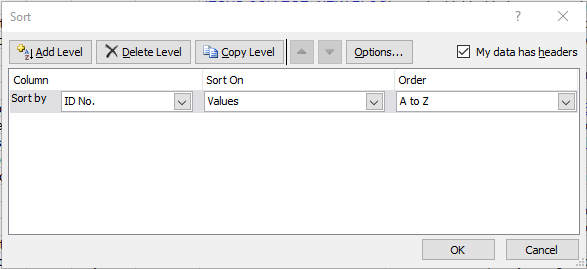 Sort
Add Level Delete Level Copy Level Options... My data has headers
Column Sort On Order
Sort by ID No. Values A to Z
OK Cancel